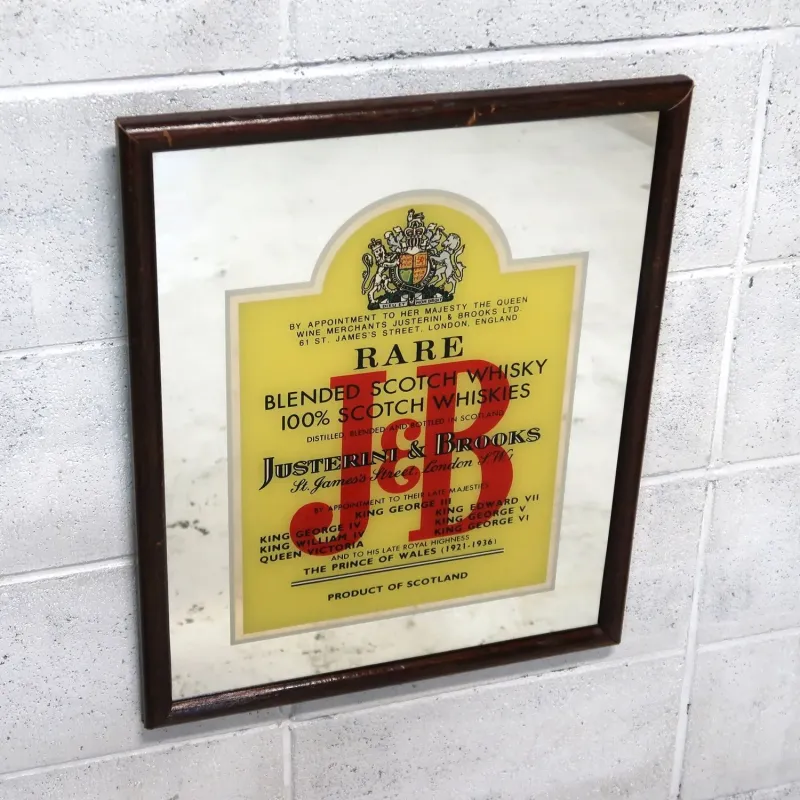 BY APPOINTMENT TO HER MAJESTY THE QUEEN
WINE MERCHANTS JUSTERINI & BROOKS LTD.
61 ST. JAMES'S STREET, LONDON, ENGLAND
RARE
BLENDED SCOTCH WHISKY
100% SCOTCH WHISKIES
DISTILLED BLENDED AND BOTTLED IN SCOTLAND
J&B
JUSTERINI & BROOKS
St. James's Street, London S.W.1
BY APPOINTMENT TO THEIR LATE MAJESTIES
KING GEORGE III
KING GEORGE IV KING EDWARD VII
KING WILLIAM IV KING GEORGE V
QUEEN VICTORIA KING GEORGE VI
AND TO HIS LATE ROYAL HIGHNESS
THE PRINCE OF WALES (1921-1936)
PRODUCT OF SCOTLAND